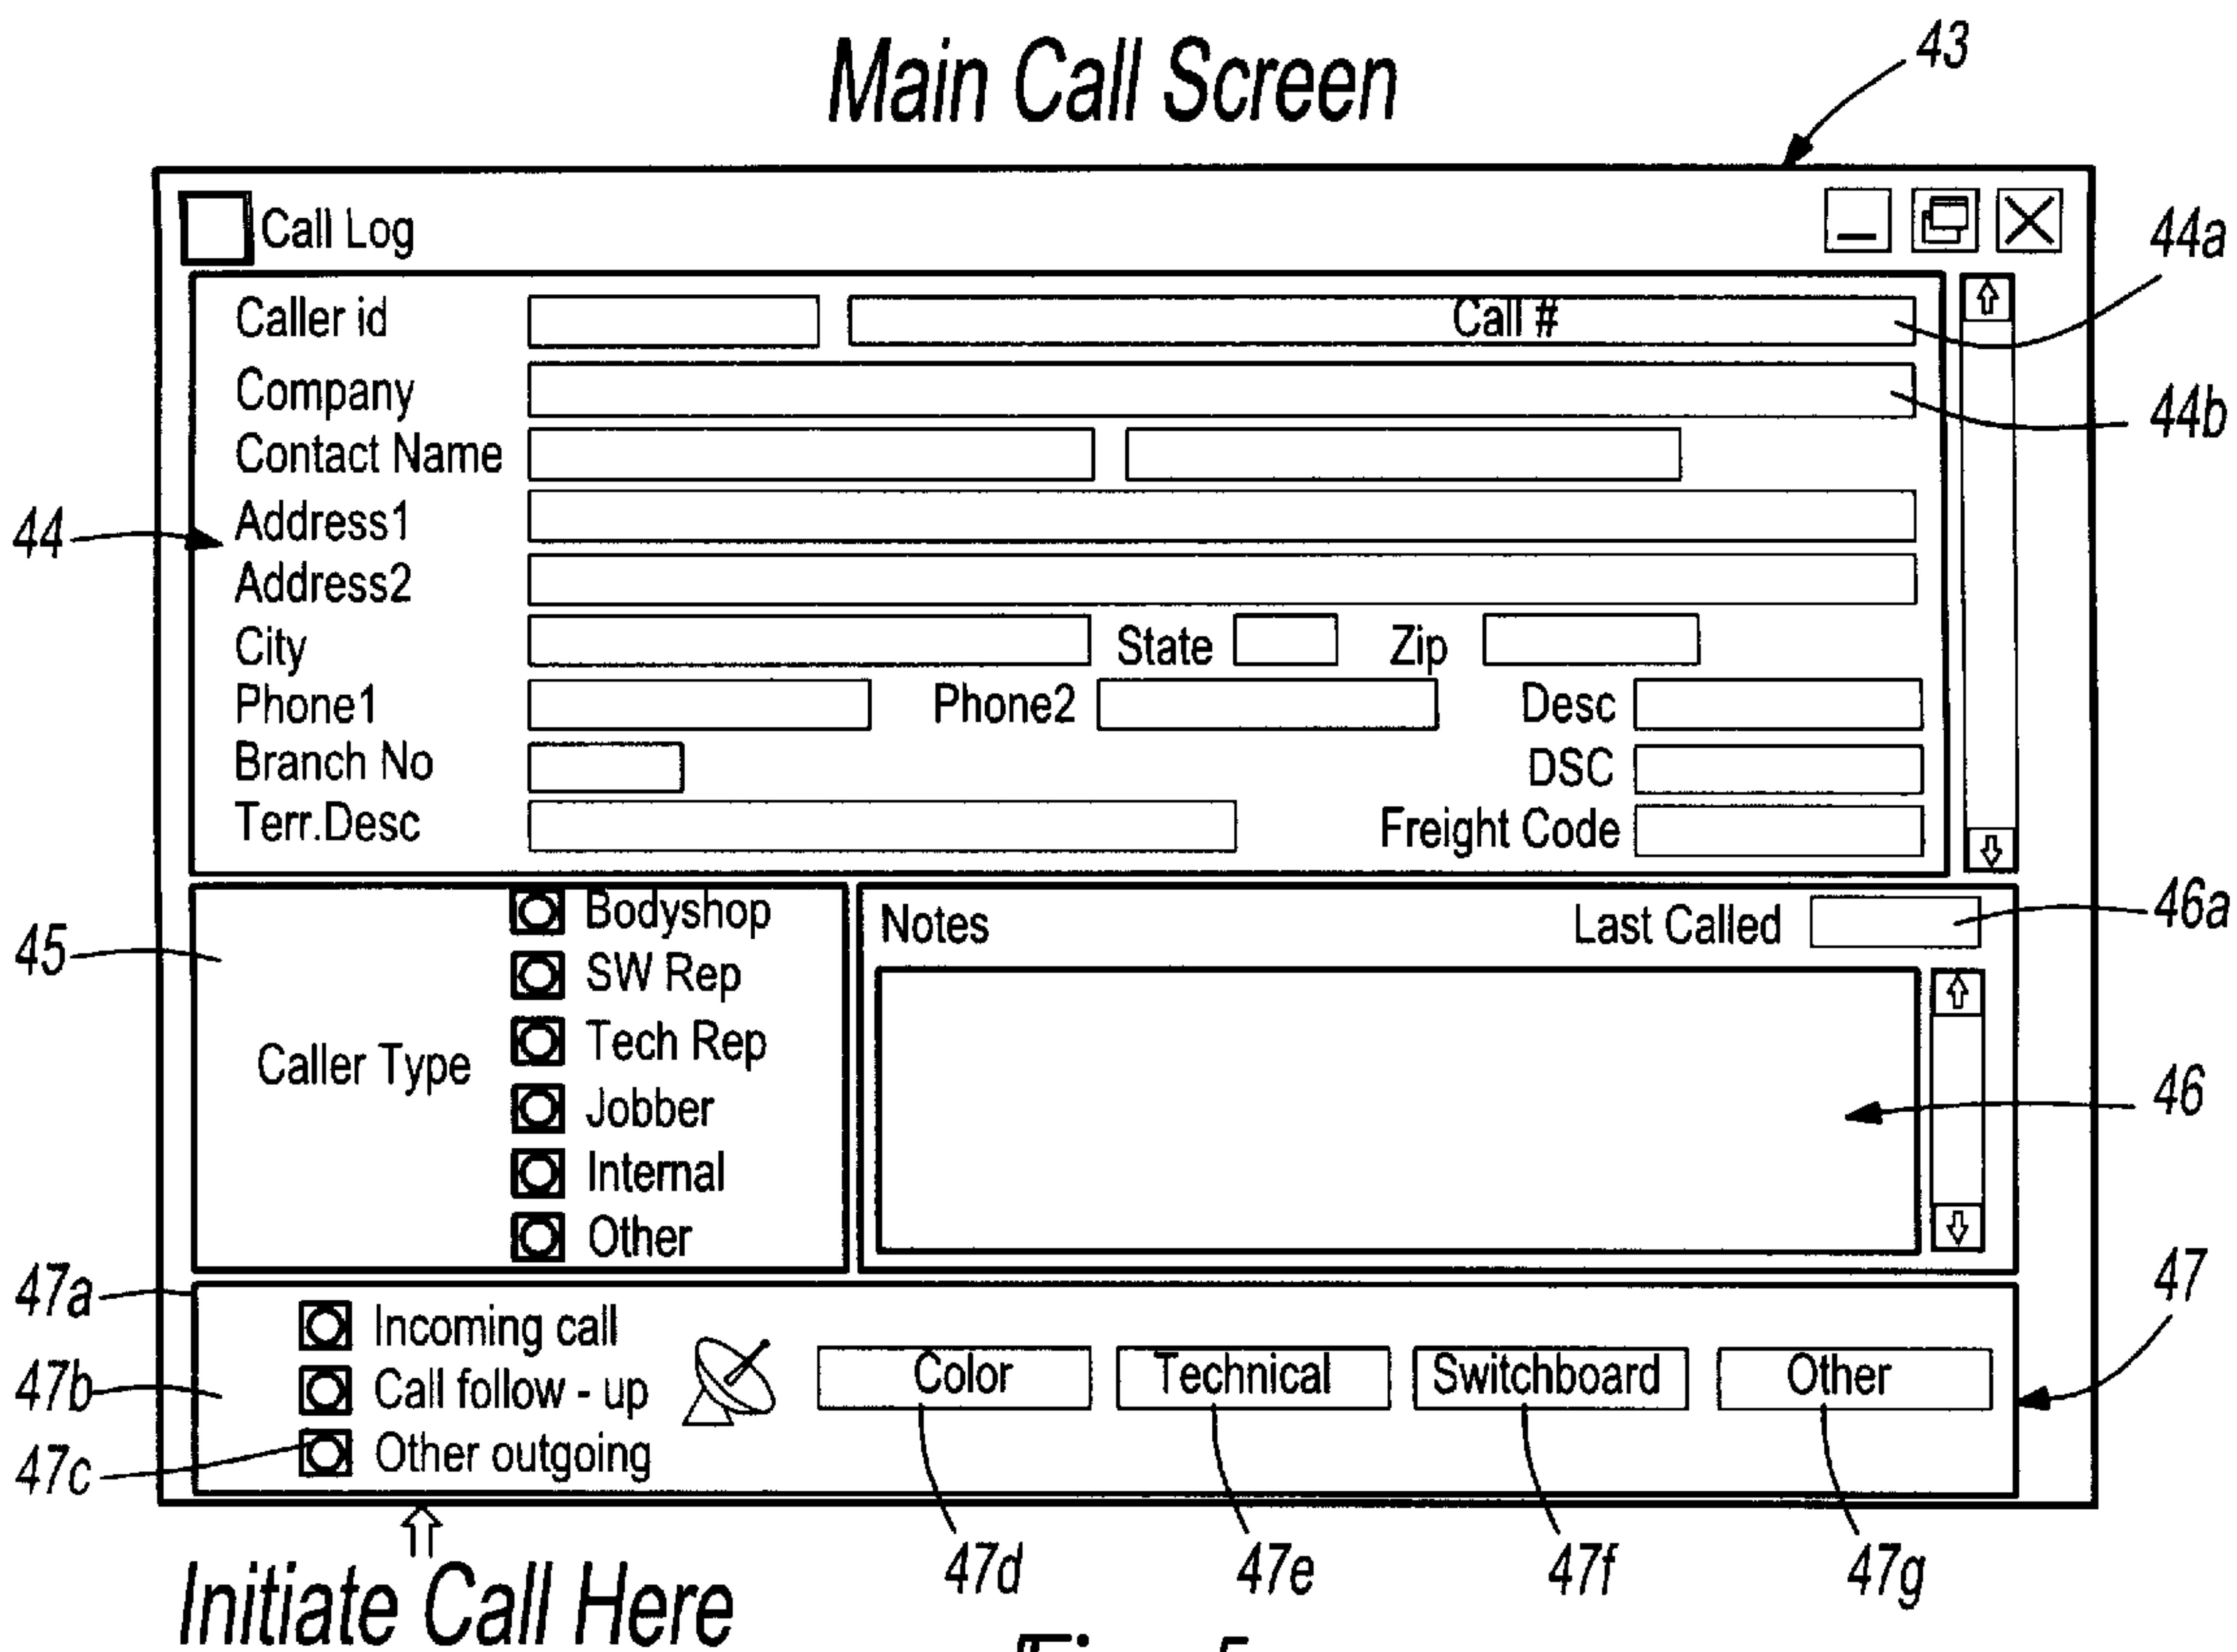 Main Call Screen
43
Call Log
44a
Caller id Call #
Company
44b
Contact Name
44
Address1
Address2
City State Zip
Phone1 Phone2 Desc
Branch No DSC
Terr.Desc Freight Code
45
Caller Type
Bodyshop
SW Rep
Tech Rep
Jobber
Internal
Other
Notes Last Called
46a
46
47a
47b
47c
Incoming call
Call follow - up
Other outgoing
Color Technical Switchboard Other
47
47d 47e 47f 47g
Initiate Call Here